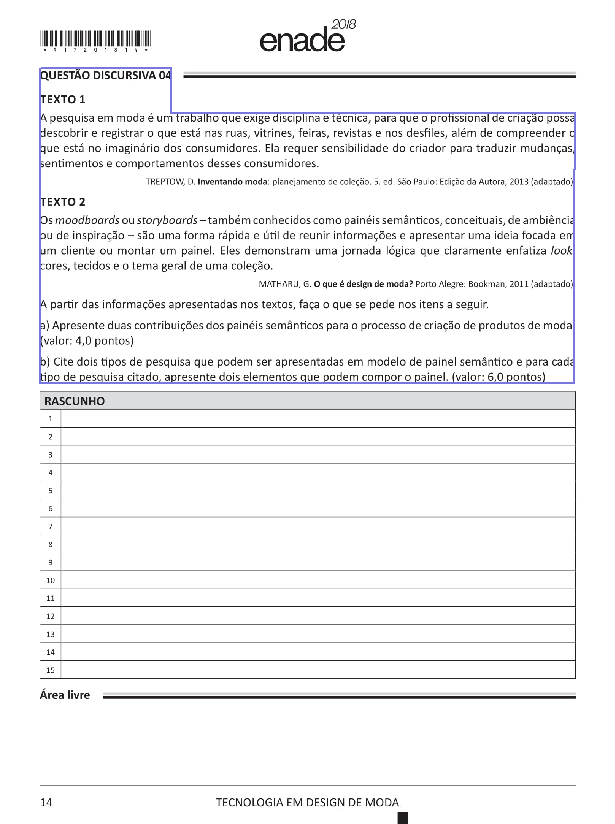 enade 2018
*R1720181 4*
QUESTÃO DISCURSIVA 04
TEXTO 1
A pesquisa em moda é um trabalho que exige disciplina e técnica, para que o profissional de criação possa
descobrir e registrar o que está nas ruas, vitrines, feiras, revistas e nos desfiles, além de compreender o
que está no imaginário dos consumidores. Ela requer sensibilidade do criador para traduzir mudanças,
sentimentos e comportamentos desses consumidores.
TREPTOW, D. Inventando moda: planejamento de coleção. 5. ed. São Paulo: Edição da Autora, 2013 (adaptado)
TEXTO 2
Os moodboards ou storyboards – também conhecidos como painéis semânticos, conceituais, de ambiência
ou de inspiração – são uma forma rápida e útil de reunir informações e apresentar uma ideia focada em
um cliente ou montar um painel. Eles demonstram uma jornada lógica que claramente enfatiza look
cores, tecidos e o tema geral de uma coleção.
MATHARU, G. O que é design de moda? Porto Alegre: Bookman, 2011 (adaptado)
A partir das informações apresentadas nos textos, faça o que se pede nos itens a seguir.
a) Apresente duas contribuições dos painéis semânticos para o processo de criação de produtos de moda
(valor: 4,0 pontos)
b) Cite dois tipos de pesquisa que podem ser apresentadas em modelo de painel semântico e para cada
tipo de pesquisa citado, apresente dois elementos que podem compor o painel. (valor: 6,0 pontos)
RASCUNHO
1
2
3
4
5
6
7
8
9
10
11
12
13
14
15
Área livre
14 TECNOLOGIA EM DESIGN DE MODA